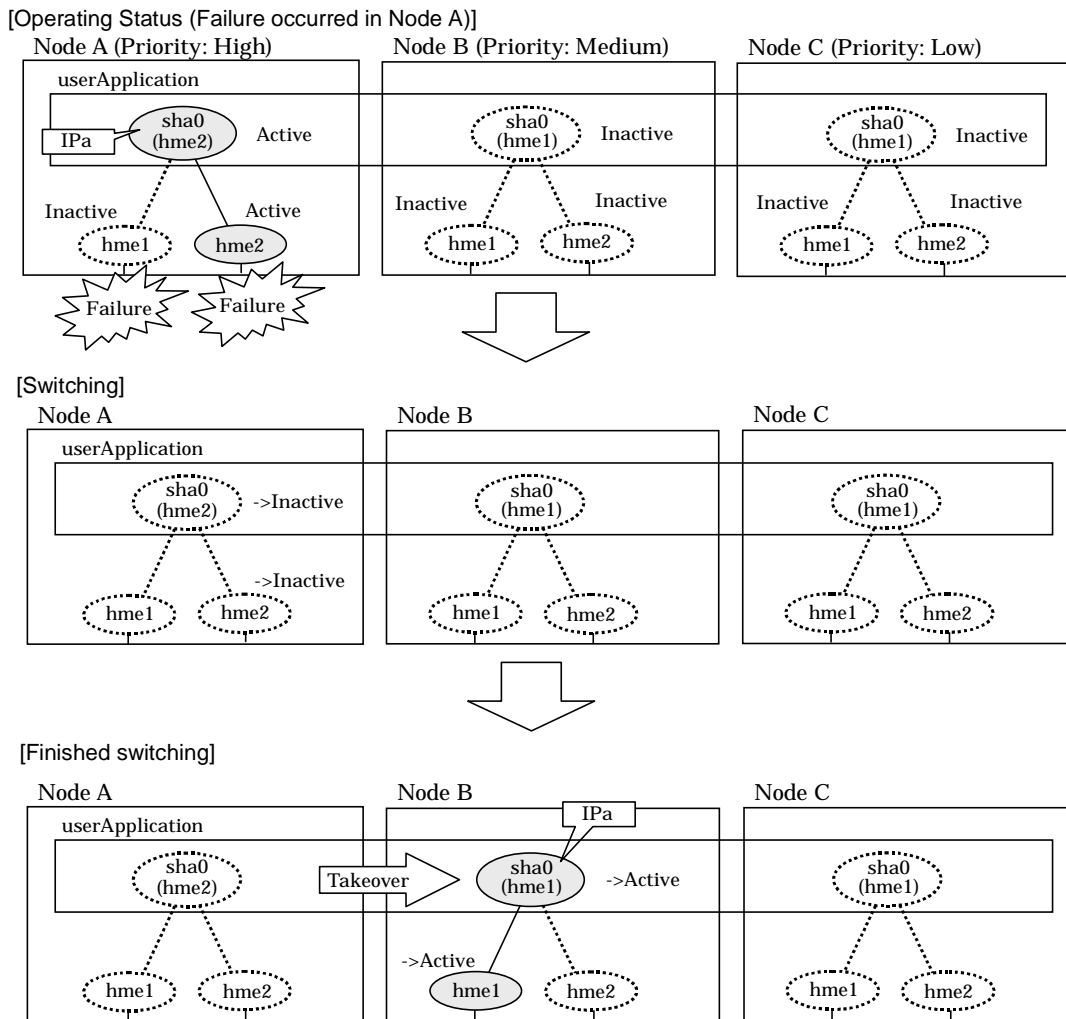 [Operating Status (Failure occurred in Node A)]
Node A (Priority: High)
Node B (Priority: Medium)
Node C (Priority: Low)
userApplication
IPa
sha0
(hme2)
Active
sha0
(hme1)
Inactive
sha0
(hme1)
Inactive
Inactive
Active
Inactive
Inactive
Inactive
Inactive
hme1
hme2
hme1
hme2
hme1
hme2
Failure
Failure
[Switching]
Node A
Node B
Node C
userApplication
sha0
(hme2)
->Inactive
sha0
(hme1)
sha0
(hme1)
->Inactive
hme1
hme2
hme1
hme2
hme1
hme2
[Finished switching]
Node A
Node B
Node C
IPa
userApplication
sha0
(hme2)
Takeover
sha0
(hme1)
->Active
sha0
(hme1)
->Active
hme1
hme2
hme1
hme2
hme1
hme2